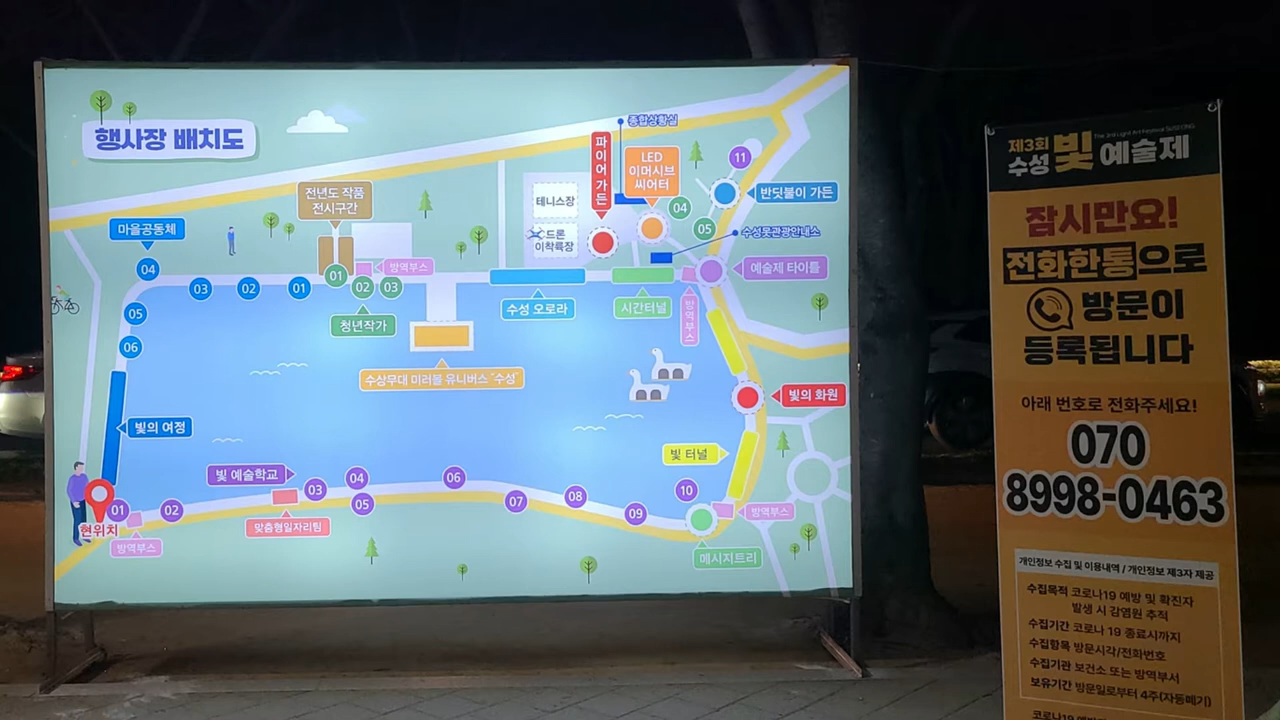 행사장 배치도
종합상황실
파이어 가든
LED
이머시브
씨어터
11
반딧불이 가든
전년도 작품
전시구간
테니스장
04
05
드론
이착륙장
수성못관광안내소
마을공동체
04
방역부스
예술제 타이틀
03
02
01
01
02
03
수성 오로라
시간터널
방역부스
05
청년작가
06
수상무대 미러볼 유니버스 "수성"
빛의 화원
빛의 여정
빛 터널
빛 예술학교
03
04
05
06
07
08
09
10
01
02
현위치
방역부스
맞춤형일자리팀
방역부스
메시지트리
제3회
수성
빛
예술제
The 3rd Light Art Festival SUSEONG
잠시만요!
전화한통으로
방문이
등록됩니다
아래 번호로 전화주세요!
070
8998-0463
개인정보 수집 및 이용내역 / 개인정보 제3자 제공
수집목적 코로나19 예방 및 확진자
발생 시 감염원 추적
수집기간 코로나 19 종료시까지
수집항목 방문시각/전화번호
수집기관 보건소 또는 방역부서
보유기간 방문일로부터 4주(자동폐기)